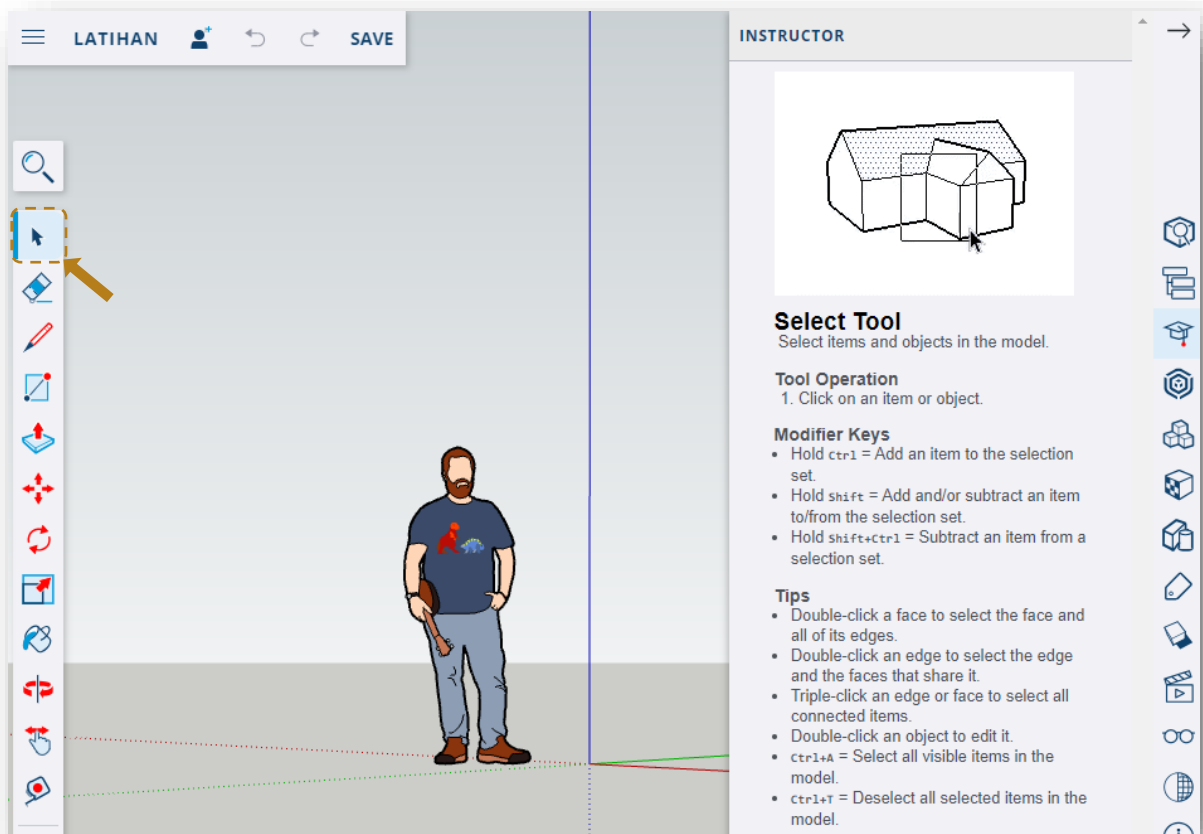 LATIHAN
SAVE
INSTRUCTOR
Select Tool
Select items and objects in the model.
Tool Operation
1. Click on an item or object.
Modifier Keys
• Hold Ctrl = Add an item to the selection
set.
• Hold shift = Add and/or subtract an item
to/from the selection set.
• Hold shift+Ctrl = Subtract an item from a
selection set.
Tips
• Double-click a face to select the face and
all of its edges.
• Double-click an edge to select the edge
and the faces that share it.
• Triple-click an edge or face to select all
connected items.
• Double-click an object to edit it.
• Ctrl+A = Select all visible items in the
model.
• Ctrl+T = Deselect all selected items in the
model.